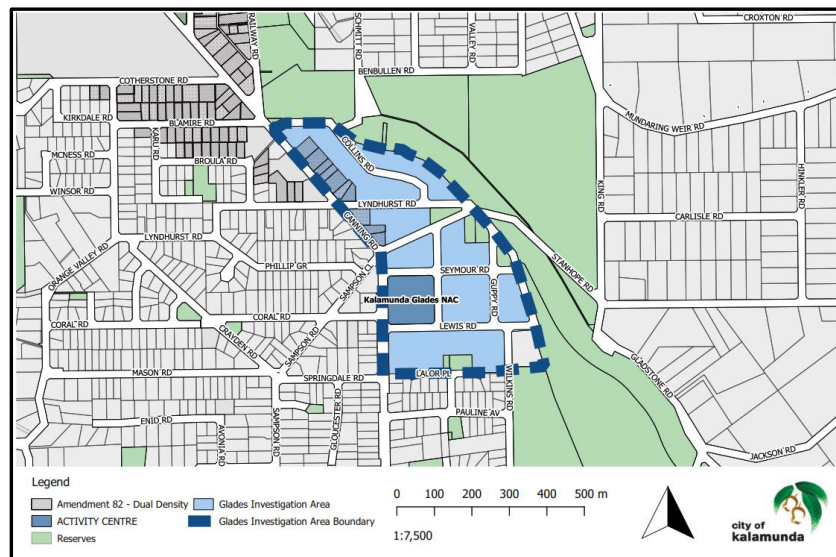 CROXTON RD
RAILWAY RD
SCHMITT RD
VALLEY RD
BENBULLEN RD
COTHERSTONE RD
KIRKDALE RD
BLAMIRE RD
MUNDARING WEIR RD
KARU RD
MCNESS RD
BROULA RD
COLLINS RD
WINSOR RD
LYNDHURST RD
KING RD
HINKLER RD
CARLISLE RD
CANNING RD
LYNDHURST RD
ORANGE VALLEY RD
PHILLIP GR
SAMPSON CL
SEYMOUR RD
STANHOPE RD
GUPPY RD
Kalamunda Glades NAC
CORAL RD
CORAL RD
LEWIS RD
CRAYDEN RD
SAMPSON RD
GLADSTONE RD
MASON RD
SPRINGDALE RD
LALOR PL
WILKINS RD
PAULINE AV
ENID RD
AVONIA RD
SAMPSON RD
GLOUCESTER RD
JACKSON RD
Legend
Amendment 82 - Dual Density
Glades Investigation Area
ACTIVITY CENTRE
Glades Investigation Area Boundary
Reserves
0 100 200 300 400 500 m
1:7,500
city of
kalamunda